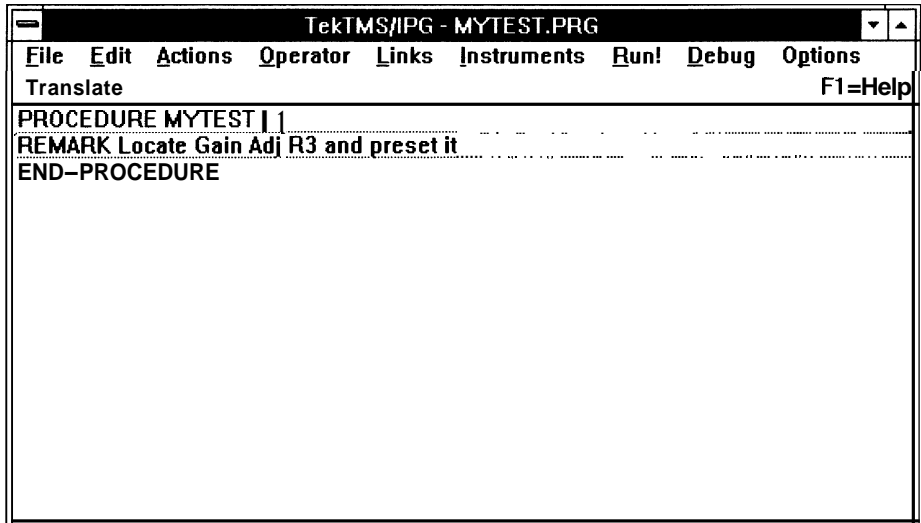 TekTMS/IPG - MYTEST.PRG
File Edit Actions Operator Links Instruments Run! Debug Options
Translate F1=Help
PROCEDURE MYTEST [ ]
REMARK Locate Gain Adj R3 and preset it
END-PROCEDURE